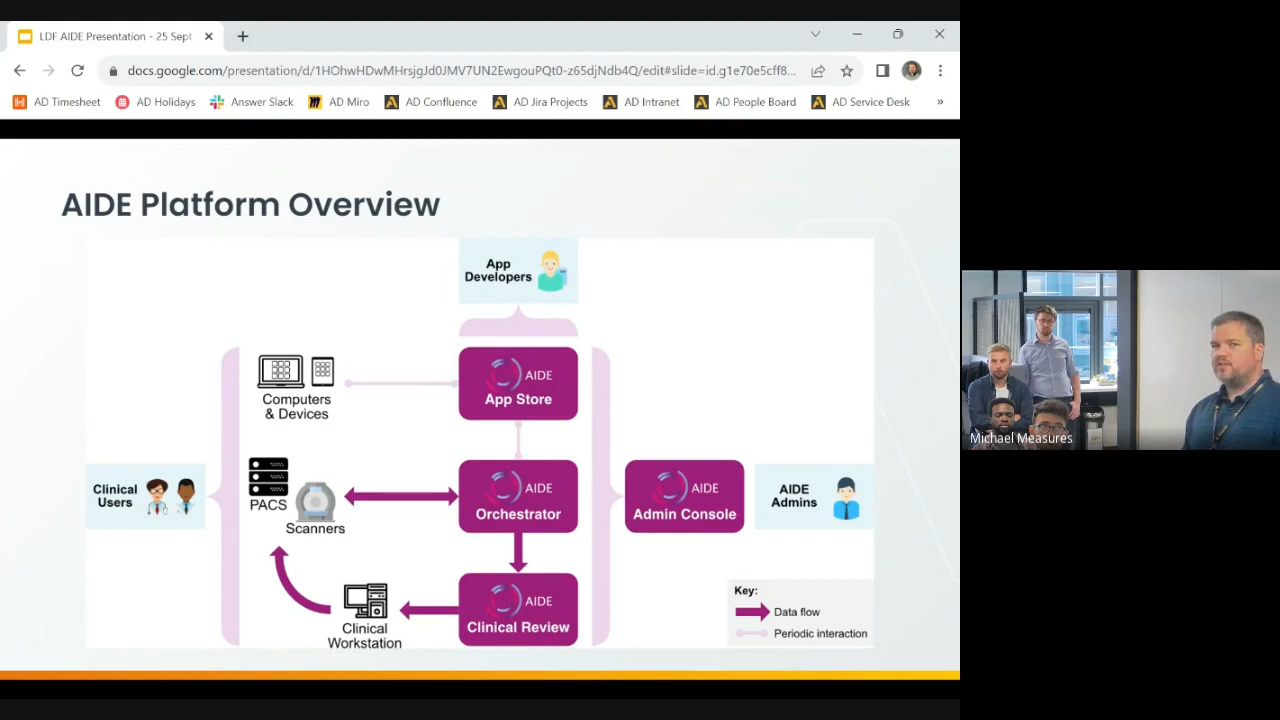 LDF AIDE Presentation - 25 Sept
docs.google.com/presentation/d/1HOhwHDwMHrsjgJd0JMV7UN2EwgouPQt0-z65djNdb4Q/edit#slide=id.g1e70e5cff8...
AD Timesheet
AD Holidays
Answer Slack
AD Miro
AD Confluence
AD Jira Projects
AD Intranet
AD People Board
AD Service Desk
»
AIDE Platform Overview
App
Developers
Computers
& Devices
AIDE
App Store
Clinical
Users
PACS
Scanners
AIDE
Orchestrator
AIDE
Admin Console
AIDE
Admins
Clinical
Workstation
AIDE
Clinical Review
Key:
Data flow
Periodic interaction
Michael Measures